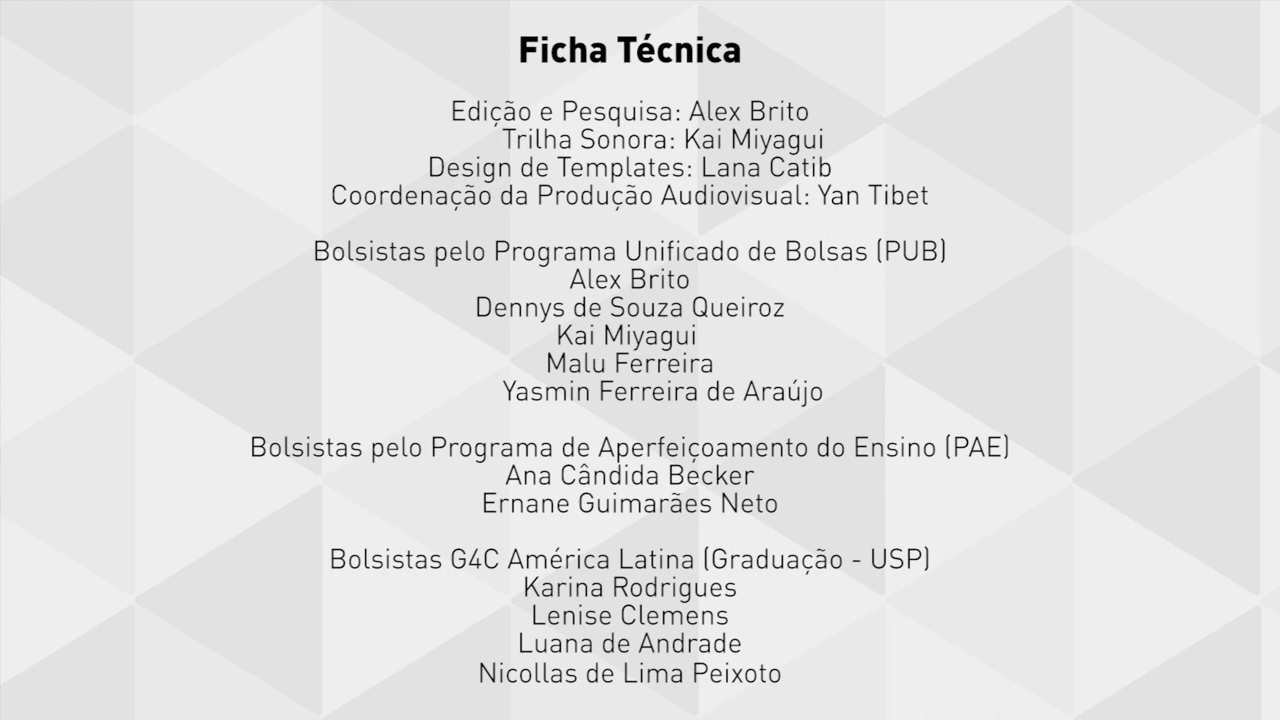 Ficha Técnica
Edição e Pesquisa: Alex Brito
Trilha Sonora: Kai Miyagui
Design de Templates: Lana Catib
Coordenação da Produção Audiovisual: Yan Tibet
Bolsistas pelo Programa Unificado de Bolsas (PUB)
Alex Brito
Dennys de Souza Queiroz
Kai Miyagui
Malu Ferreira
Yasmin Ferreira de Araújo
Bolsistas pelo Programa de Aperfeiçoamento do Ensino (PAE)
Ana Cândida Becker
Ernane Guimarães Neto
Bolsistas G4C América Latina (Graduação - USP)
Karina Rodrigues
Lenise Clemens
Luana de Andrade
Nicollas de Lima Peixoto